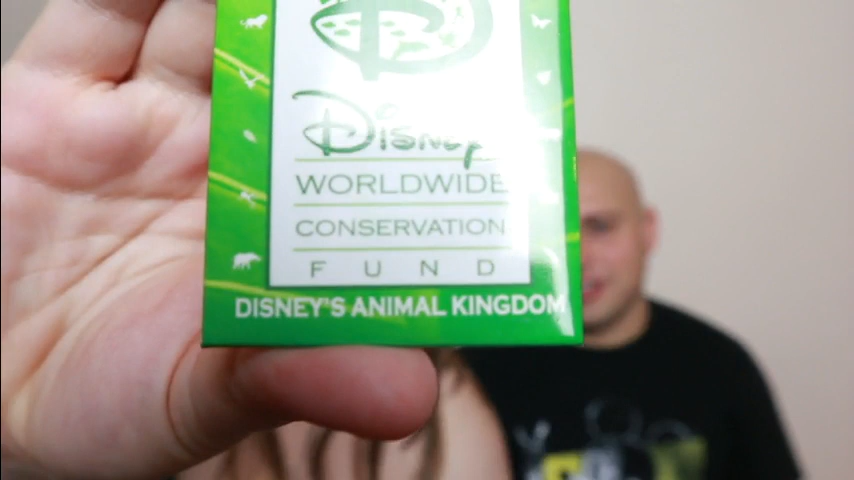 Disney
WORLDWIDE
CONSERVATION
FUND
DISNEY'S ANIMAL KINGDOM